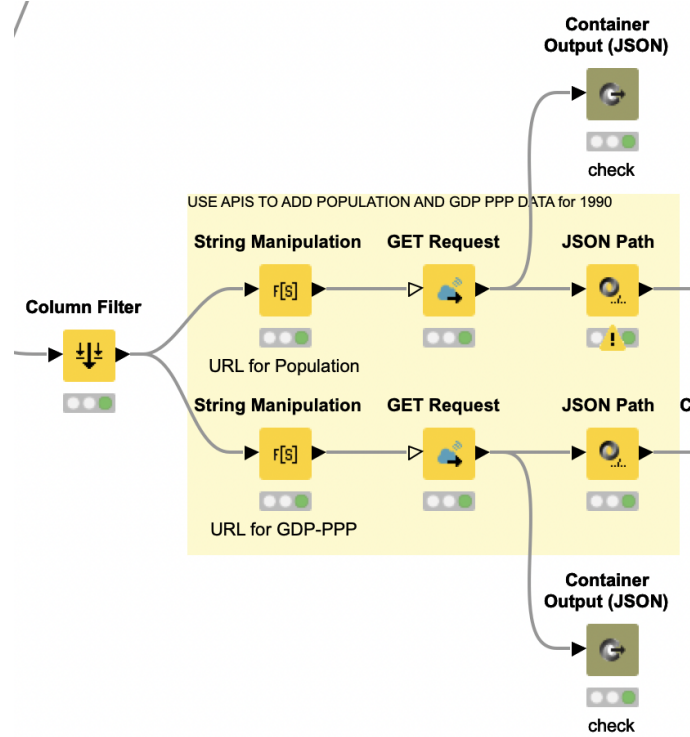 Container
Output (JSON)
check
USE APIS TO ADD POPULATION AND GDP PPP DATA for 1990
String Manipulation
GET Request
JSON Path
Column Filter
F[S]
URL for Population
String Manipulation
GET Request
JSON Path
C
F[S]
URL for GDP-PPP
Container
Output (JSON)
check